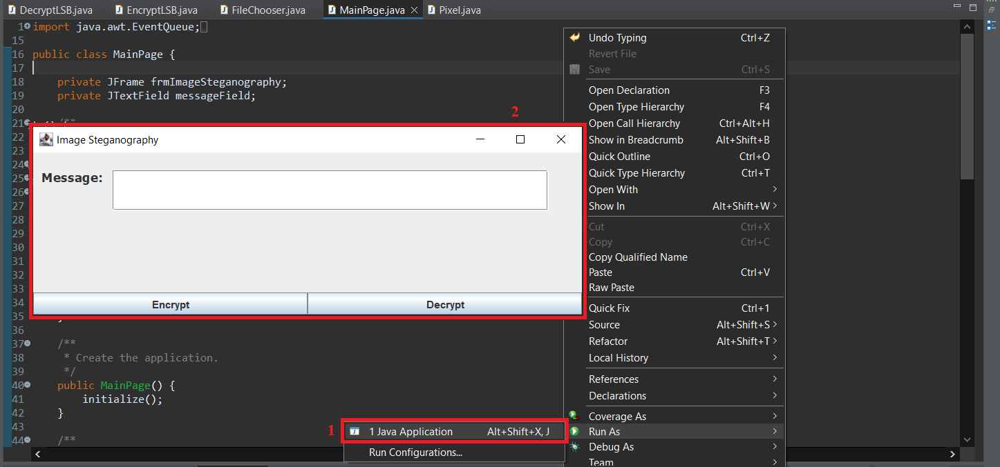 DecryptLSB.java EncryptLSB.java FileChooser.java MainPage.java Pixel.java
1 import java.awt.EventQueue;
15
16 public class MainPage {
17
18 private JFrame frmImageSteganography;
19 private JTextField messageField;
20
21 /**
22
23
24
25
26
27
28
29
30
31
32
33
34
35 }
36
37 /**
38 * Create the application.
39 */
40 public MainPage() {
41 initialize();
42 }
43
44 /**
2
Image Steganography
Message:
Encrypt Decrypt
Undo Typing Ctrl+Z
Revert File
Save Ctrl+S
Open Declaration F3
Open Type Hierarchy F4
Open Call Hierarchy Ctrl+Alt+H
Show in Breadcrumb Alt+Shift+B
Quick Outline Ctrl+O
Quick Type Hierarchy Ctrl+T
Open With
Show In Alt+Shift+W
Cut Ctrl+X
Copy Ctrl+C
Copy Qualified Name
Paste Ctrl+V
Raw Paste
Quick Fix Ctrl+1
Source Alt+Shift+S
Refactor Alt+Shift+T
Local History
References
Declarations
Coverage As
Run As
Debug As
Team
1
1 Java Application Alt+Shift+X, J
Run Configurations...